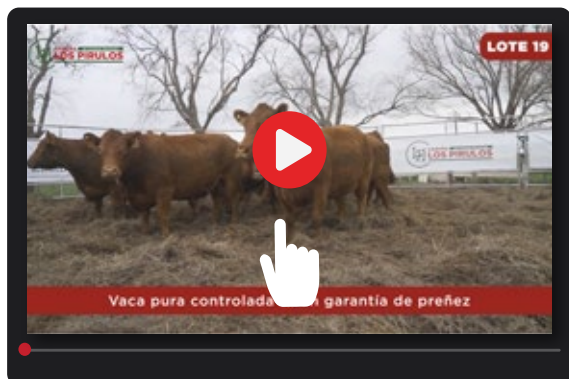 LOS PIRULOS
LOTE 19
LOS PIRULOS
Vaca pura controlada garantía de preñez